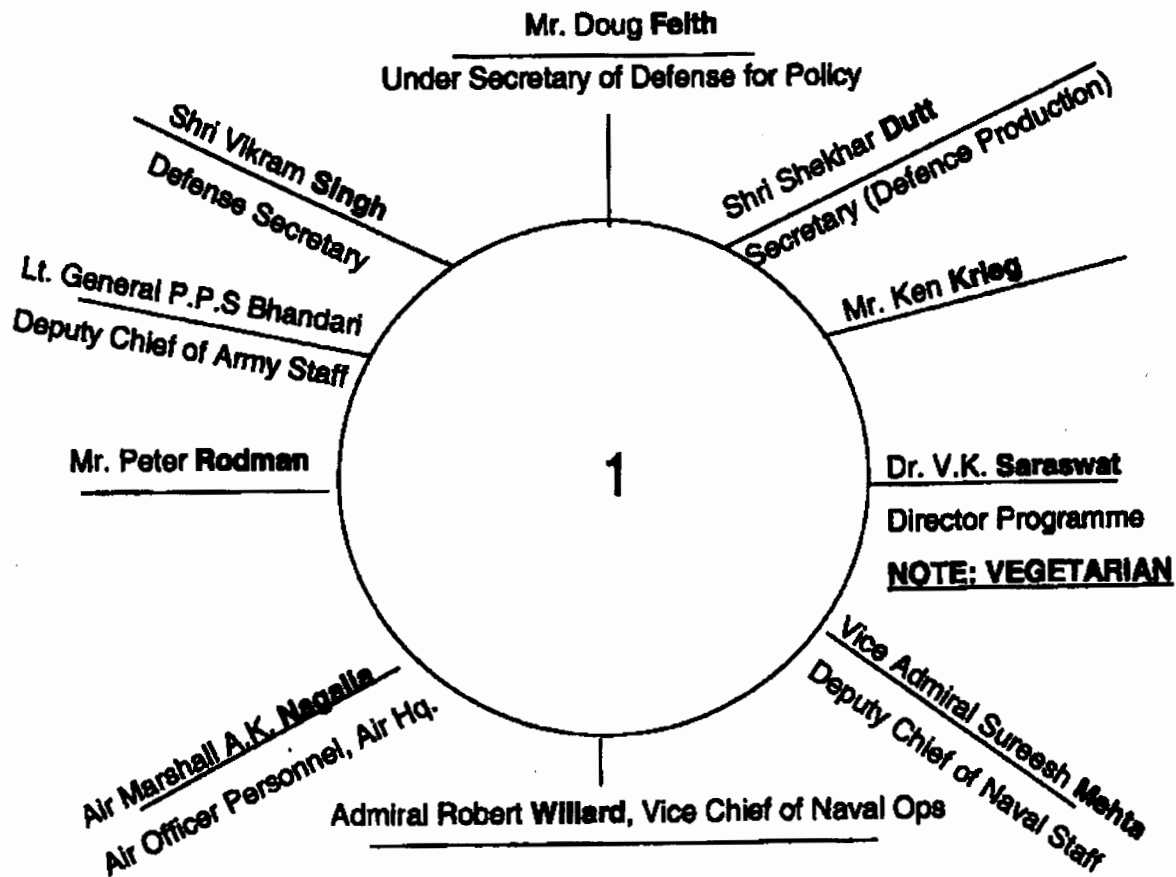 Mr. Doug Feith
Under Secretary of Defense for Policy
Shri Shekhar Dutt
Secretary (Defence Production)
Mr. Ken Krieg
Dr. V.K. Saraswat
Director Programme
NOTE: VEGETARIAN
Vice Admiral Sureesh Mehta
Deputy Chief of Naval Staff
Admiral Robert Willard, Vice Chief of Naval Ops
Air Marshall A.K. Nagalia
Air Officer Personnel, Air Hq.
Mr. Peter Rodman
Lt. General P.P.S Bhandari
Deputy Chief of Army Staff
Shri Vikram Singh
Defense Secretary
1